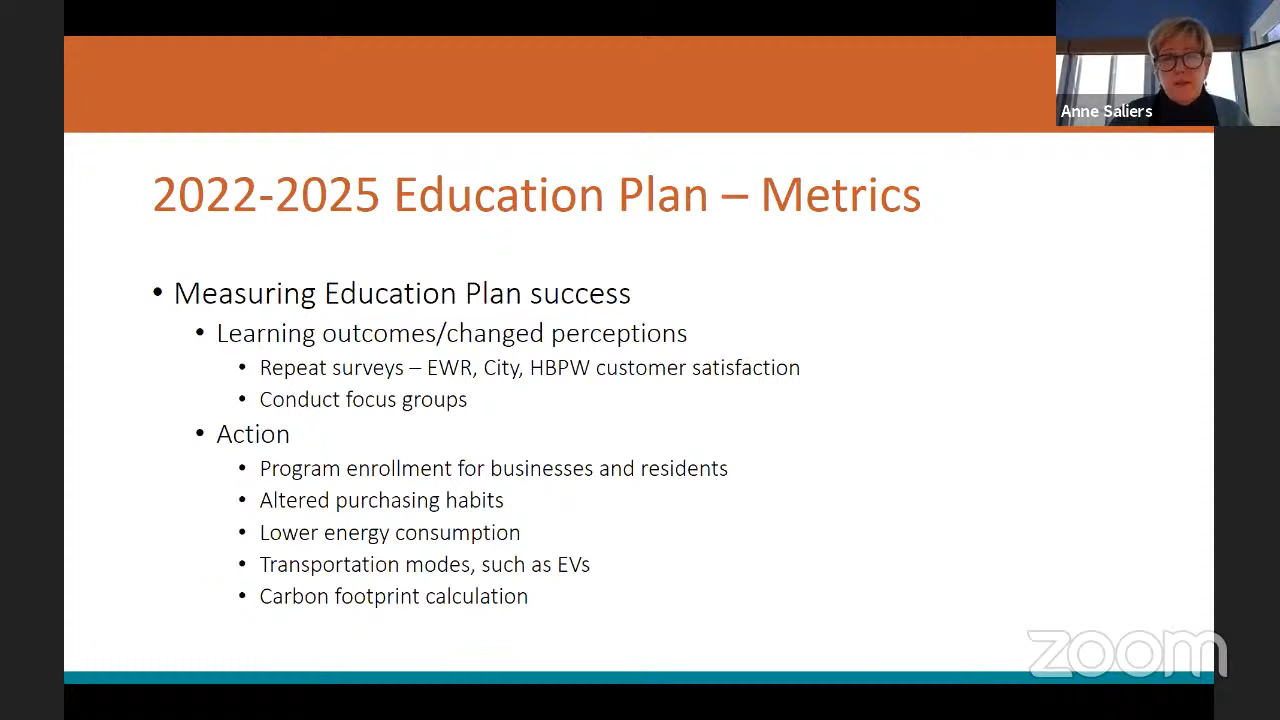 Anne Saliers
2022-2025 Education Plan – Metrics
• Measuring Education Plan success
• Learning outcomes/changed perceptions
• Repeat surveys – EWR, City, HBPW customer satisfaction
• Conduct focus groups
• Action
• Program enrollment for businesses and residents
• Altered purchasing habits
• Lower energy consumption
• Transportation modes, such as EVs
• Carbon footprint calculation
zoom